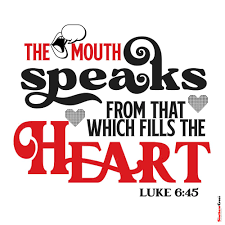 THE MOUTH
speaks
FROM THAT
WHICH FILLS THE
HEART
LUKE 6:45